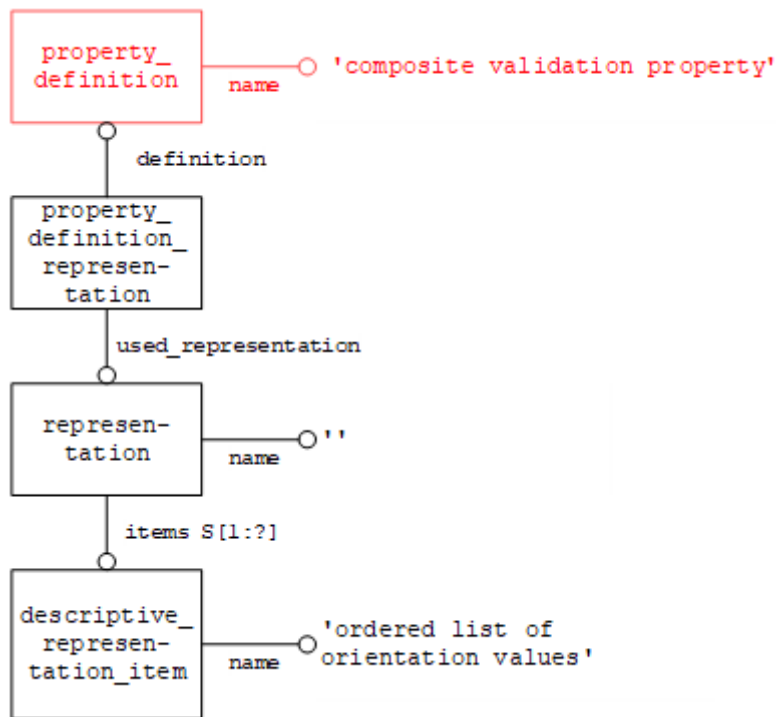 property_
definition
name
'composite validation property'
definition
property_
definition_
represen-
tation
used_representation
represen-
tation
name
''
items S[1:?]
descriptive_
represen-
tation_item
name
'ordered list of
orientation values'